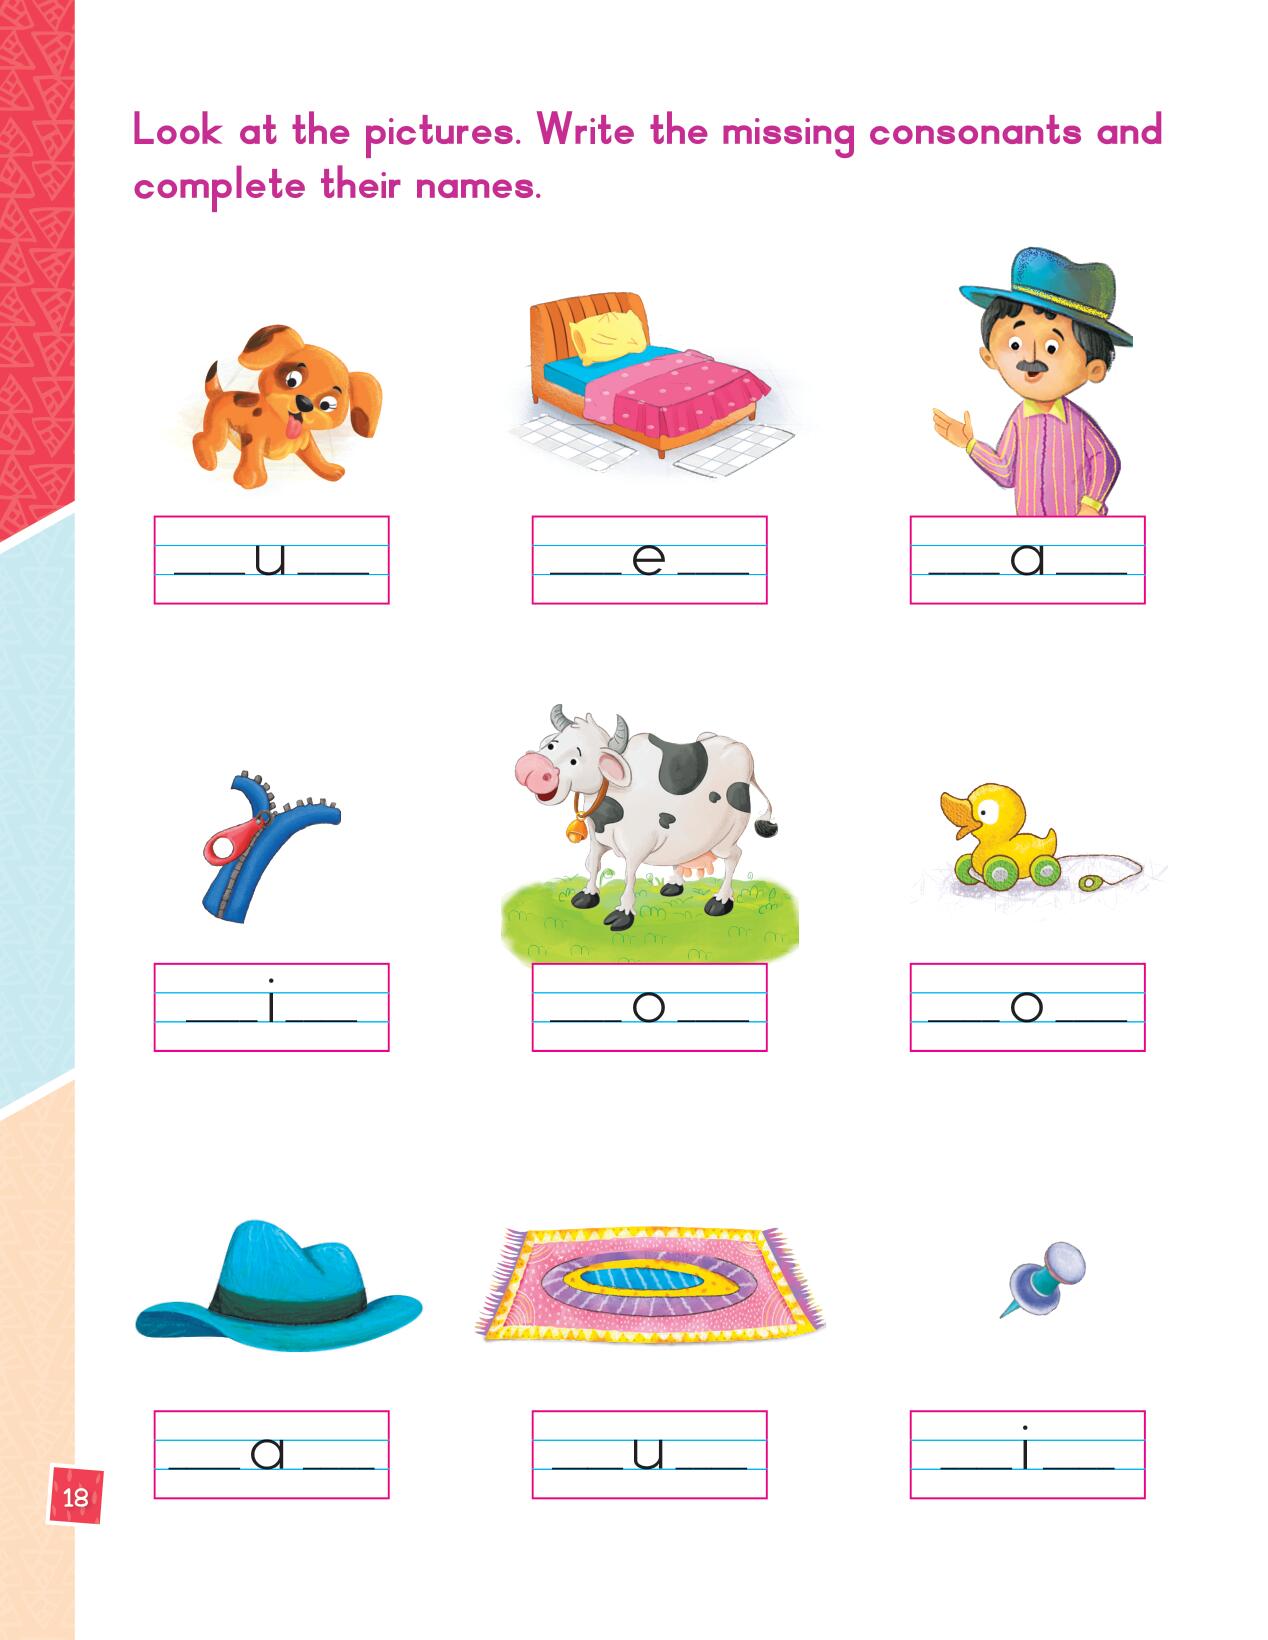 Look at the pictures. Write the missing consonants and
complete their names.
___u___ ___e___ ___a___
___i___ ___o___ ___o___
___a___ ___u___ ___i___
18